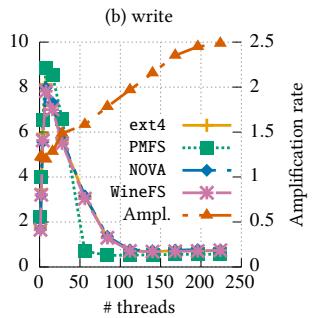 (b) write
10
8
6
4
2
0
2.5
2
1.5
1
0.5
0
ext4
PMFS
NOVA
WineFS
Ampl.
Amplification rate
0 50 100 150 200 250
# threads